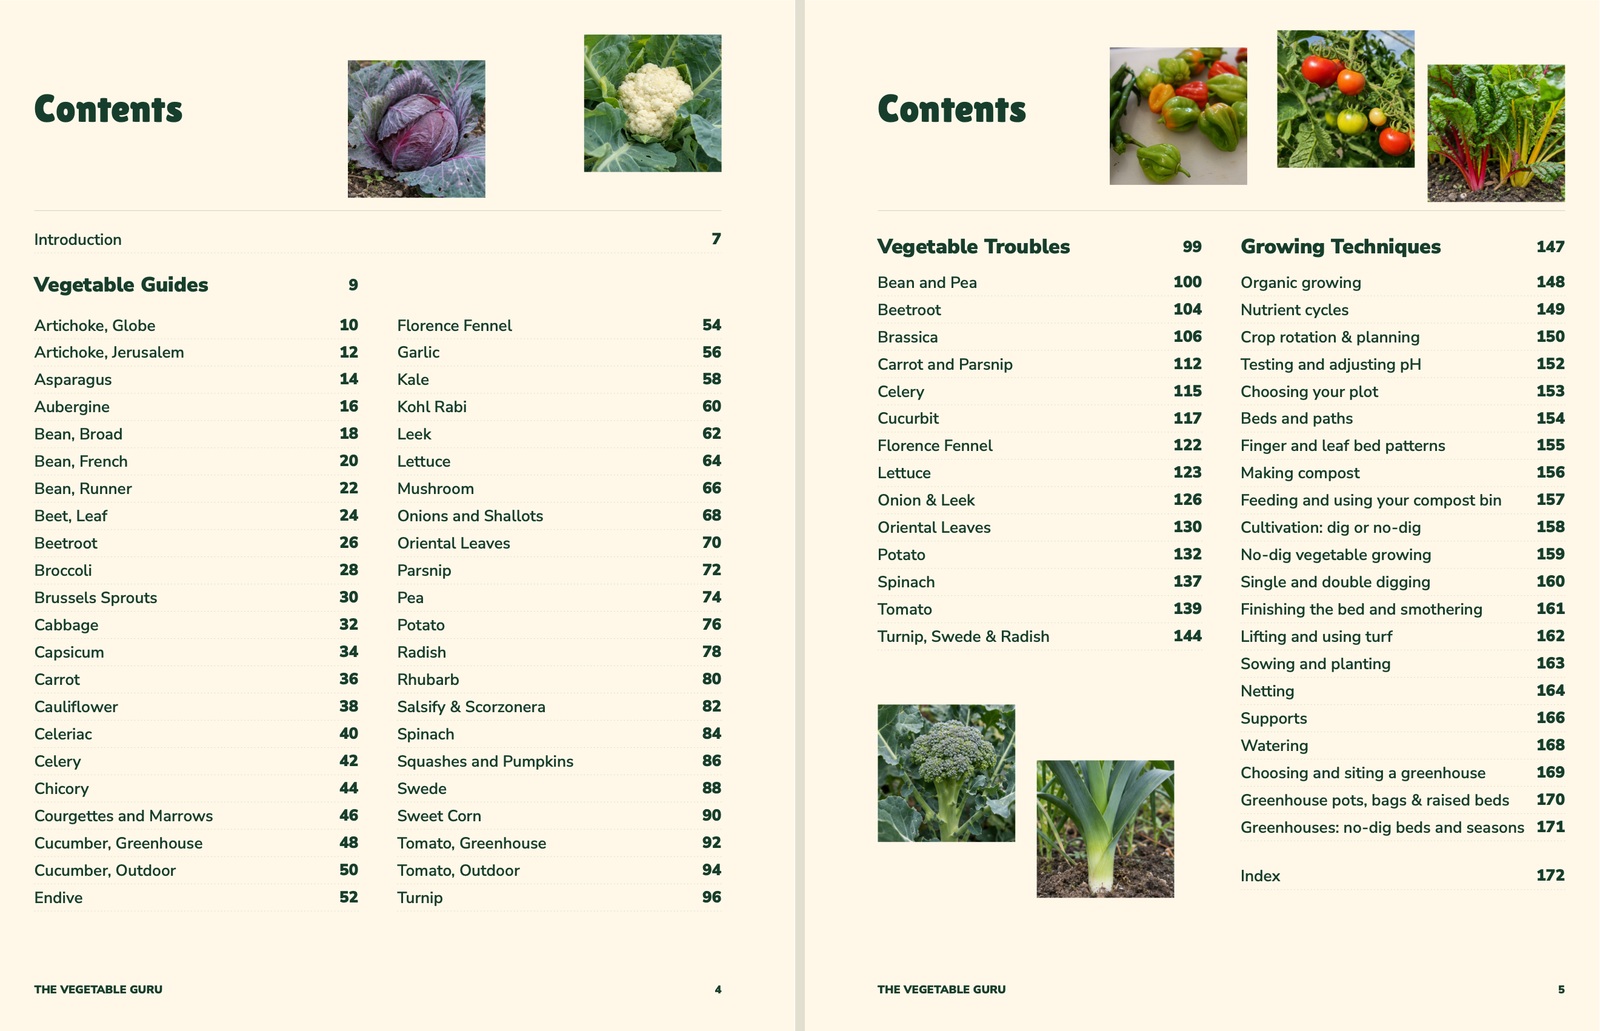 Contents
Introduction 7
Vegetable Guides 9
Artichoke, Globe 10
Artichoke, Jerusalem 12
Asparagus 14
Aubergine 16
Bean, Broad 18
Bean, French 20
Bean, Runner 22
Beet, Leaf 24
Beetroot 26
Broccoli 28
Brussels Sprouts 30
Cabbage 32
Capsicum 34
Carrot 36
Cauliflower 38
Celeriac 40
Celery 42
Chicory 44
Courgettes and Marrows 46
Cucumber, Greenhouse 48
Cucumber, Outdoor 50
Endive 52
Florence Fennel 54
Garlic 56
Kale 58
Kohl Rabi 60
Leek 62
Lettuce 64
Mushroom 66
Onions and Shallots 68
Oriental Leaves 70
Parsnip 72
Pea 74
Potato 76
Radish 78
Rhubarb 80
Salsify & Scorzonera 82
Spinach 84
Squashes and Pumpkins 86
Swede 88
Sweet Corn 90
Tomato, Greenhouse 92
Tomato, Outdoor 94
Turnip 96
THE VEGETABLE GURU 4
Contents
Vegetable Troubles 99
Bean and Pea 100
Beetroot 104
Brassica 106
Carrot and Parsnip 112
Celery 115
Cucurbit 117
Florence Fennel 122
Lettuce 123
Onion & Leek 126
Oriental Leaves 130
Potato 132
Spinach 137
Tomato 139
Turnip, Swede & Radish 144
Growing Techniques 147
Organic growing 148
Nutrient cycles 149
Crop rotation & planning 150
Testing and adjusting pH 152
Choosing your plot 153
Beds and paths 154
Finger and leaf bed patterns 155
Making compost 156
Feeding and using your compost bin 157
Cultivation: dig or no-dig 158
No-dig vegetable growing 159
Single and double digging 160
Finishing the bed and smothering 161
Lifting and using turf 162
Sowing and planting 163
Netting 164
Supports 166
Watering 168
Choosing and siting a greenhouse 169
Greenhouse pots, bags & raised beds 170
Greenhouses: no-dig beds and seasons 171
Index 172
THE VEGETABLE GURU 5